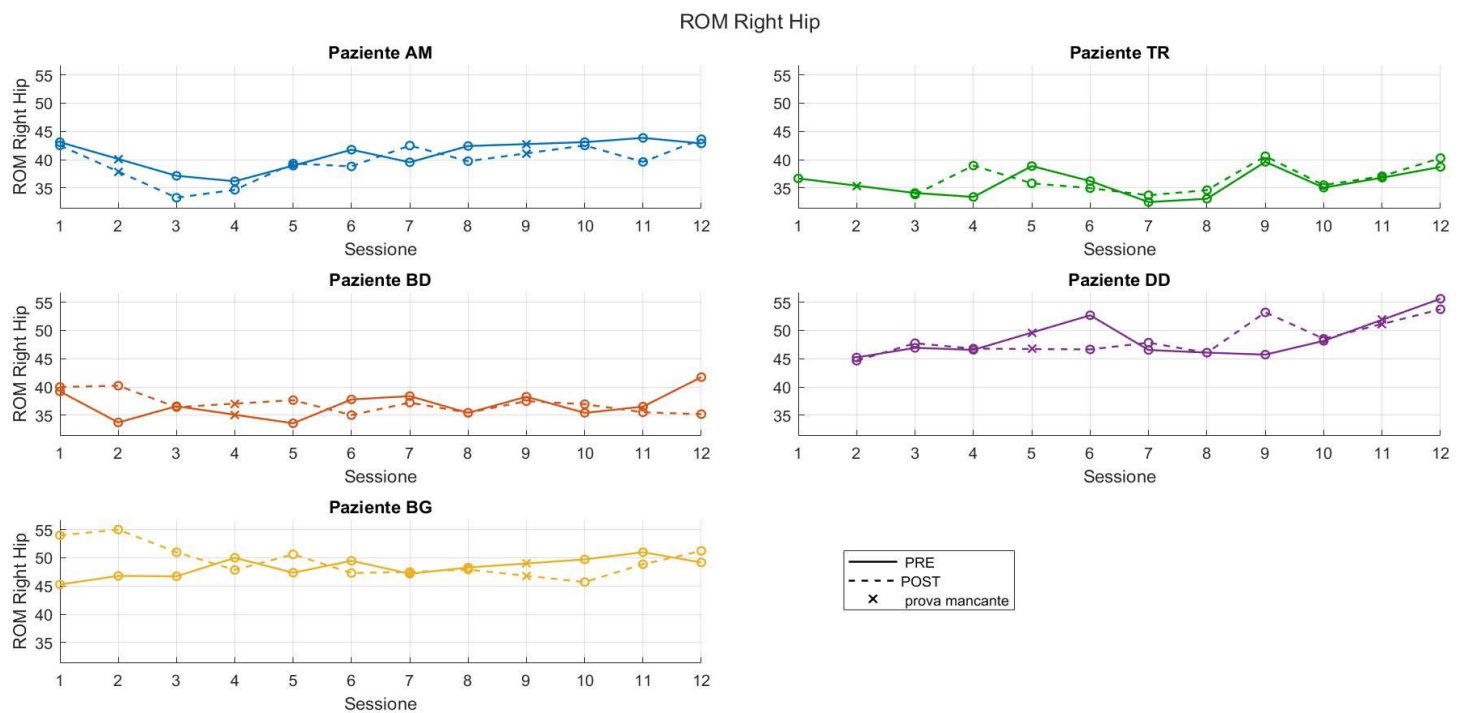 ROM Right Hip
Paziente AM
ROM Right Hip
55
50
45
40
35
1 2 3 4 5 6 7 8 9 10 11 12
Sessione
Paziente TR
55
50
45
40
35
1 2 3 4 5 6 7 8 9 10 11 12
Sessione
Paziente BD
ROM Right Hip
55
50
45
40
35
1 2 3 4 5 6 7 8 9 10 11 12
Sessione
Paziente DD
55
50
45
40
35
1 2 3 4 5 6 7 8 9 10 11 12
Sessione
Paziente BG
ROM Right Hip
55
50
45
40
35
1 2 3 4 5 6 7 8 9 10 11 12
Sessione
PRE
POST
prova mancante